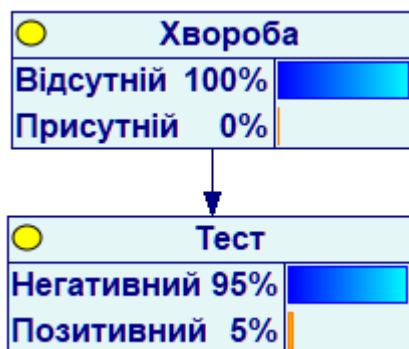 Хвороба
Відсутній 100%
Присутній 0%
Тест
Негативний 95%
Позитивний 5%